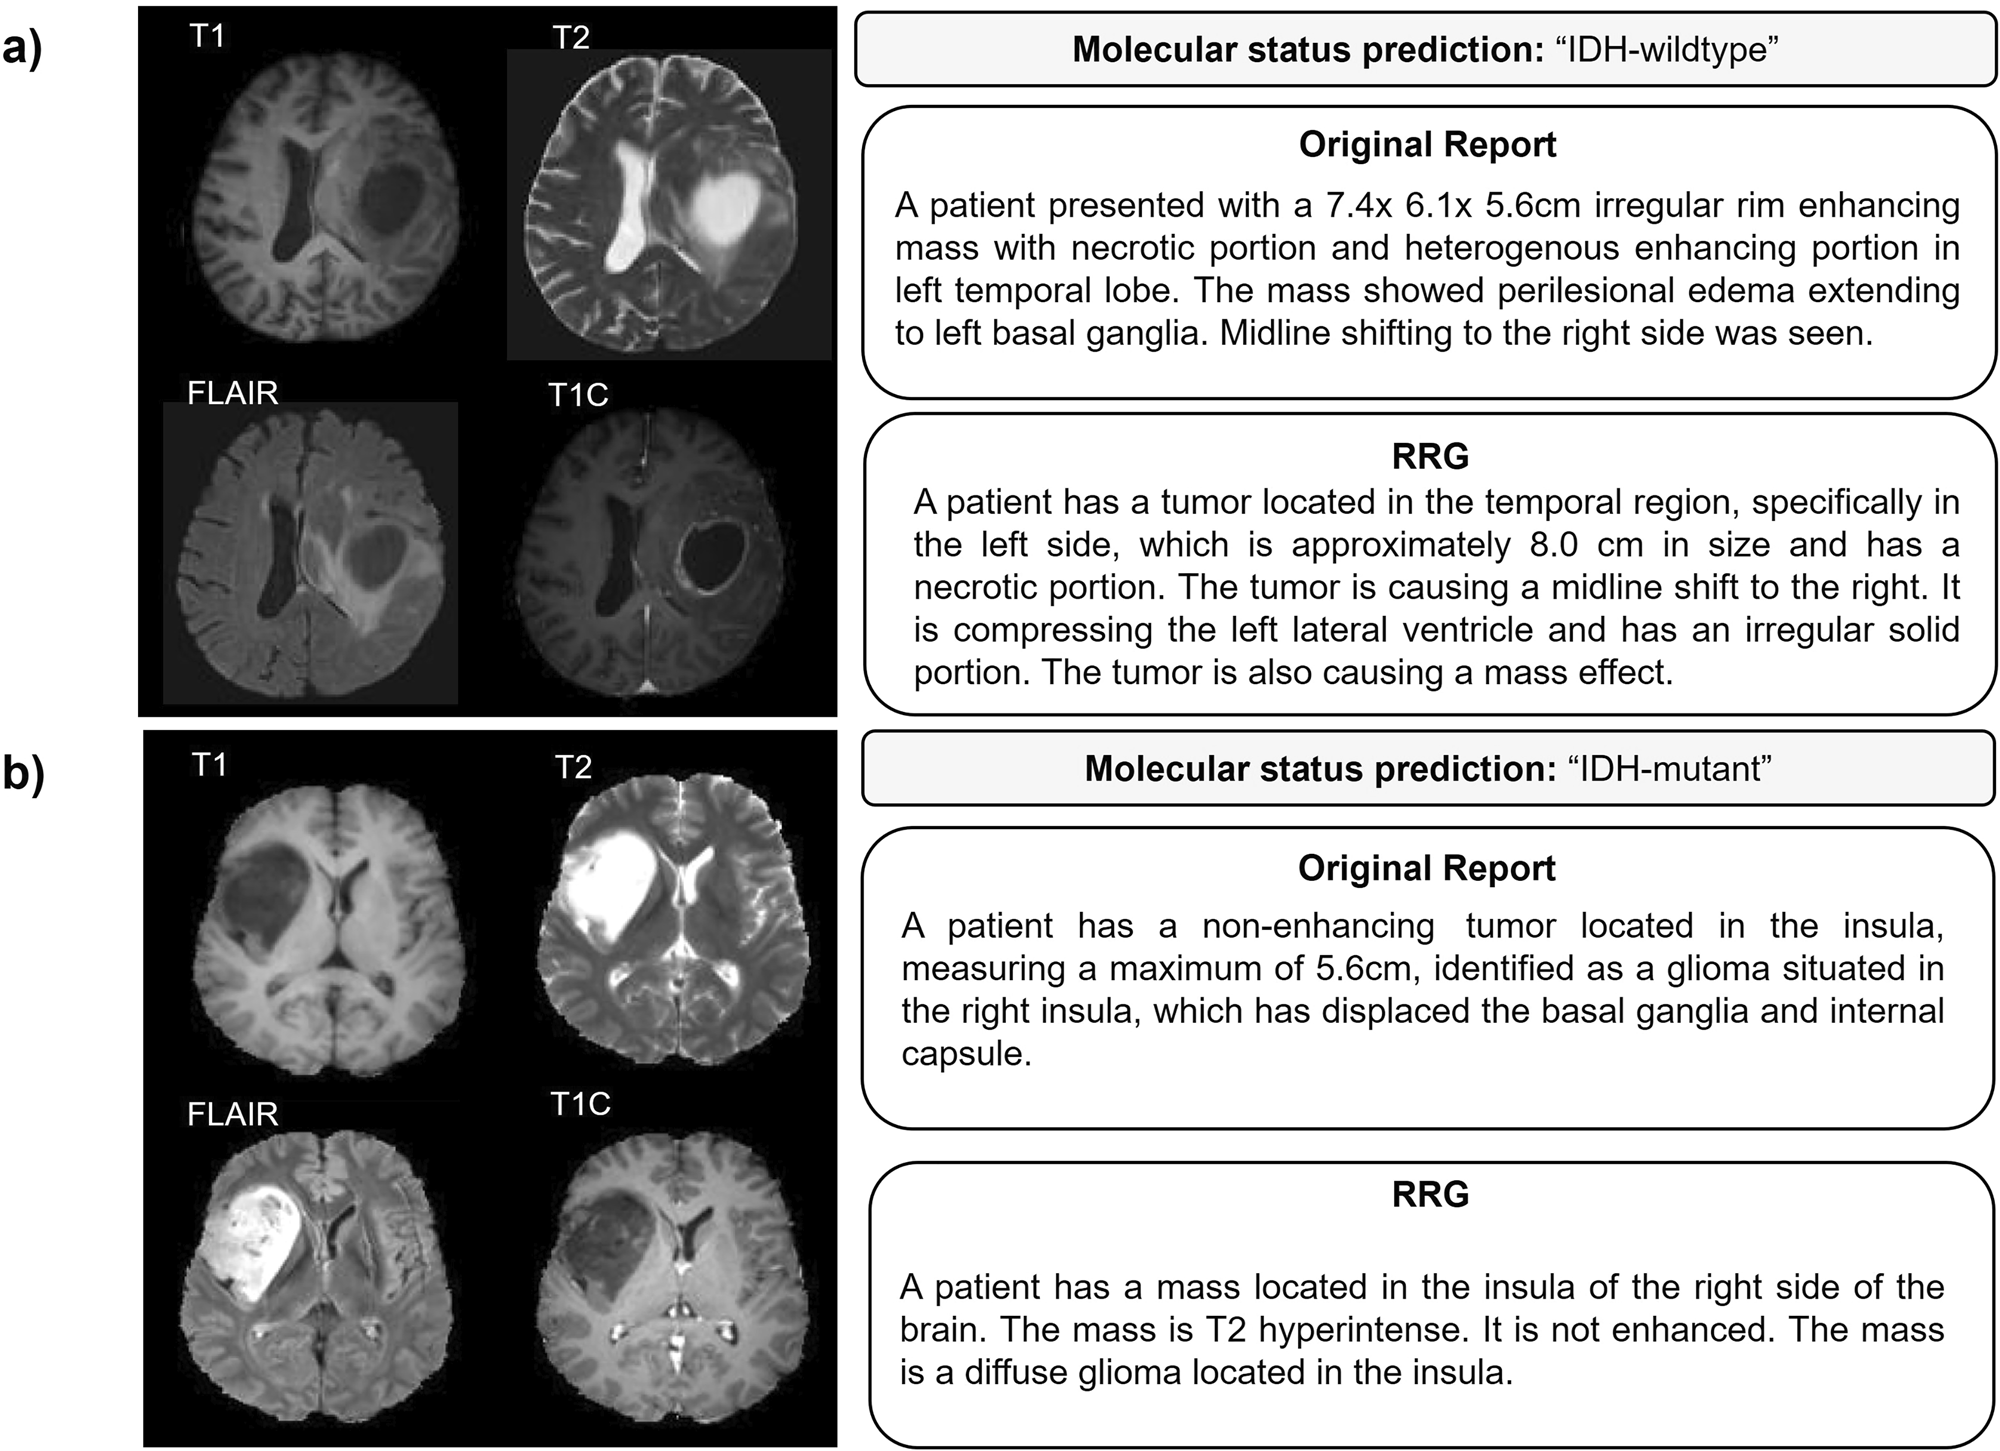 a)
T1
T2
FLAIR
T1C
Molecular status prediction: “IDH-wildtype”
Original Report
A patient presented with a 7.4x 6.1x 5.6cm irregular rim enhancing
mass with necrotic portion and heterogenous enhancing portion in
left temporal lobe. The mass showed perilesional edema extending
to left basal ganglia. Midline shifting to the right side was seen.
RRG
A patient has a tumor located in the temporal region, specifically in
the left side, which is approximately 8.0 cm in size and has a
necrotic portion. The tumor is causing a midline shift to the right. It
is compressing the left lateral ventricle and has an irregular solid
portion. The tumor is also causing a mass effect.
b)
T1
T2
FLAIR
T1C
Molecular status prediction: “IDH-mutant”
Original Report
A patient has a non-enhancing tumor located in the insula,
measuring a maximum of 5.6cm, identified as a glioma situated in
the right insula, which has displaced the basal ganglia and internal
capsule.
RRG
A patient has a mass located in the insula of the right side of the
brain. The mass is T2 hyperintense. It is not enhanced. The mass
is a diffuse glioma located in the insula.